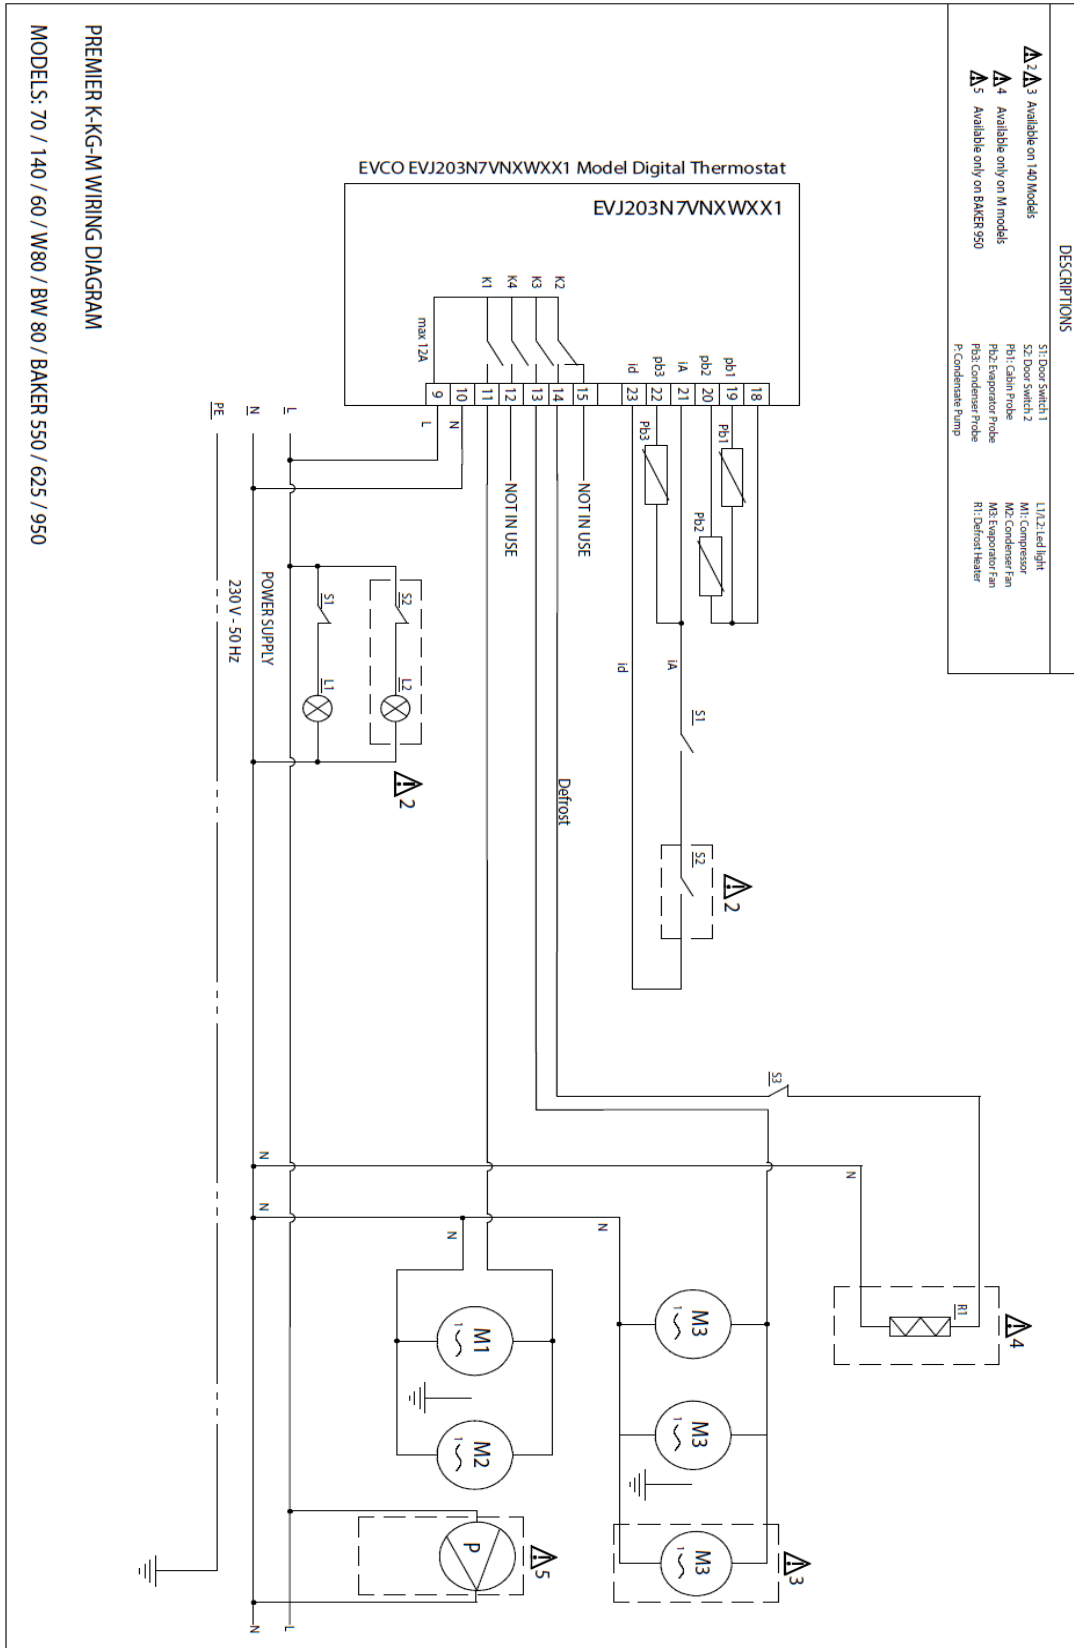 DESCRIPTIONS
⚠2 ⚠3 Available on 140 Models
⚠4 Available only on M models
⚠5 Available only on BAKER 950
S1: Door Switch 1
S2: Door Switch 2
Pb1: Cabin Probe
Pb2: Evaporator Probe
Pb3: Condenser Probe
P: Condensate Pump
L1/L2: Led light
M1: Compressor
M2: Condenser Fan
M3: Evaporator Fan
R1: Defrost Heater
EVCO EVJ203N7VNXWXX1 Model Digital Thermostat
EVJ203N7VNXWXX1
K1
K4
K3
K2
max 12A
id
pb3
iA
pb2
pb1
9
10
11
12
13
14
15
23
22
21
20
19
18
L
N
NOT IN USE
NOT IN USE
Pb3
Pb1
Pb2
PE
N
L
POWER SUPPLY
230 V - 50 Hz
S1
S2
L1
L2
⚠2
id
iA
S1
S2
⚠2
Defrost
S3
N
N
N
N
N
R1
⚠4
M1
1
M2
1
M3
1
M3
1
M3
1
⚠3
P
⚠5
N
L
PREMIER K-KG-M WIRING DIAGRAM
MODELS: 70 / 140 / 60 / W80 / BW 80 / BAKER 550 / 625 / 950